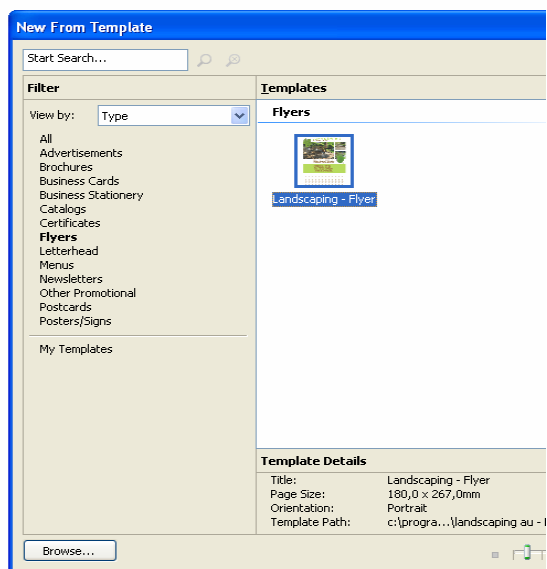 New From Template
Start Search...
Filter
View by: Type
All
Advertisements
Brochures
Business Cards
Business Stationery
Catalogs
Certificates
Flyers
Letterhead
Menus
Newsletters
Other Promotional
Postcards
Posters/Signs
My Templates
Browse...
Templates
Flyers
Landscaping - Flyer
Template Details
Title: Landscaping - Flyer
Page Size: 180,0 x 267,0mm
Orientation: Portrait
Template Path: c:\progra...\landscaping au -